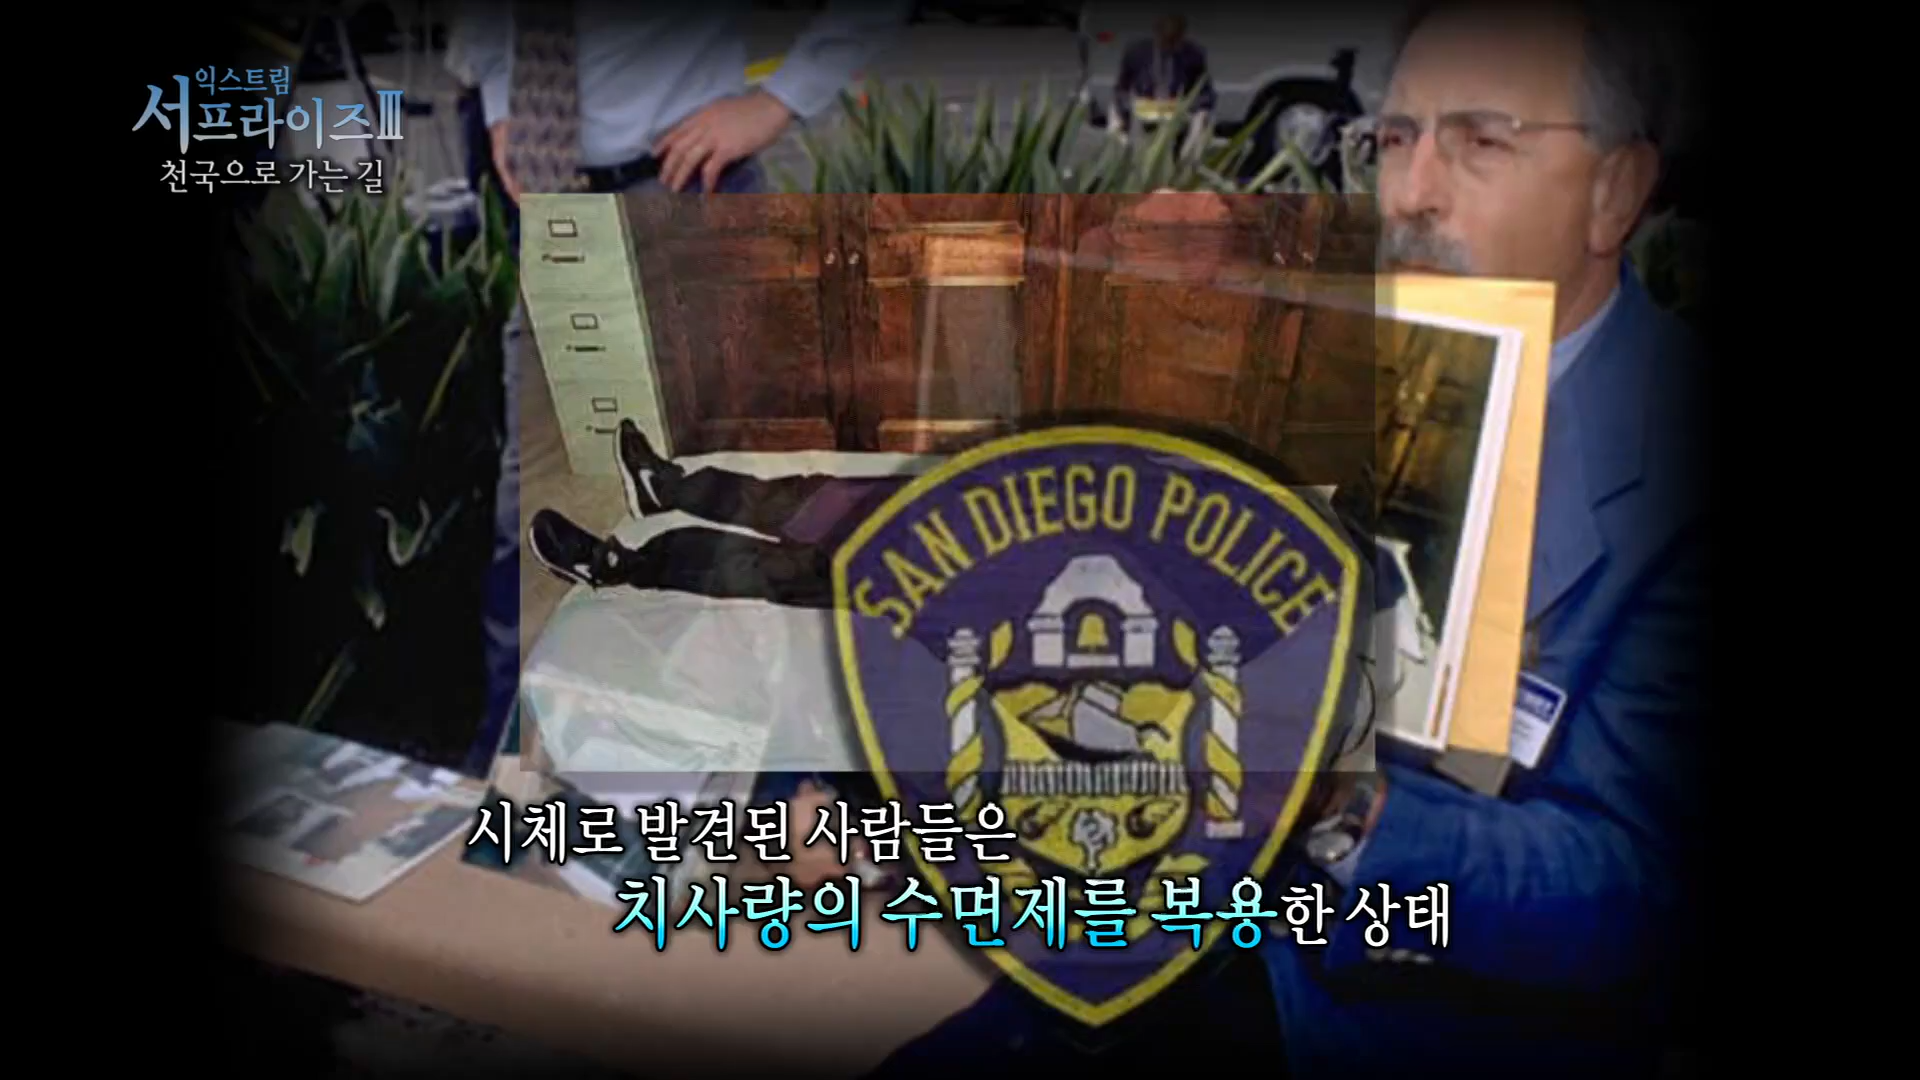 익스트림
서프라이즈Ⅲ
천국으로 가는 길
SAN DIEGO POLICE
시체로 발견된 사람들은
치사량의 수면제를 복용한 상태